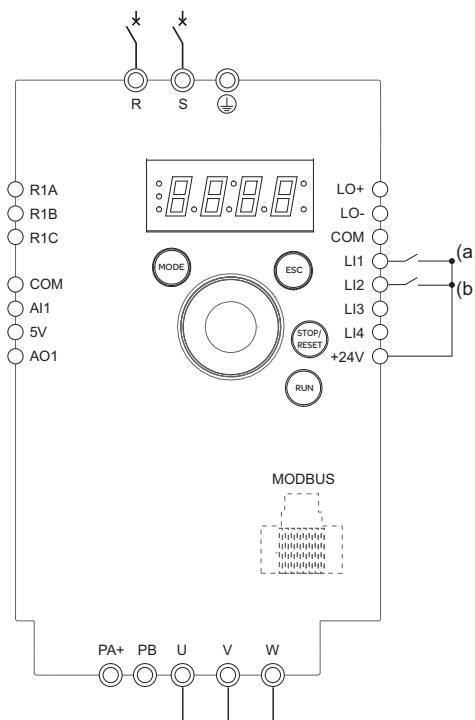 R S
R1A
R1B
R1C
COM
AI1
5V
AO1
MODE
ESC
STOP/
RESET
RUN
LO+
LO-
COM
LI1 (a
LI2 (b
LI3
LI4
+24V
MODBUS
PA+ PB U V W